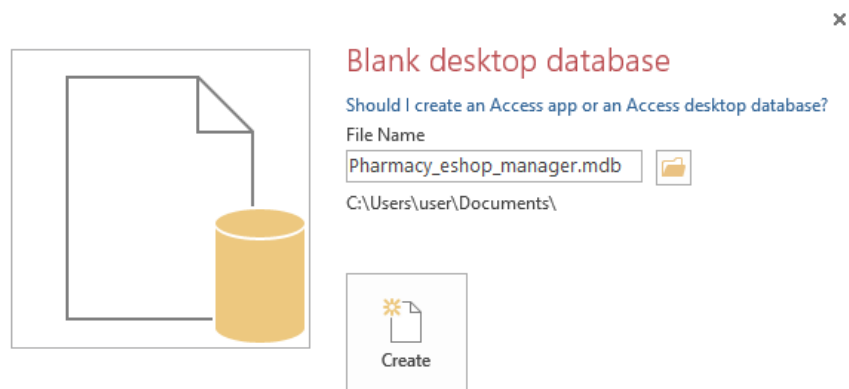 Blank desktop database
Should I create an Access app or an Access desktop database?
File Name
Pharmacy_eshop_manager.mdb
C:\Users\user\Documents\
Create